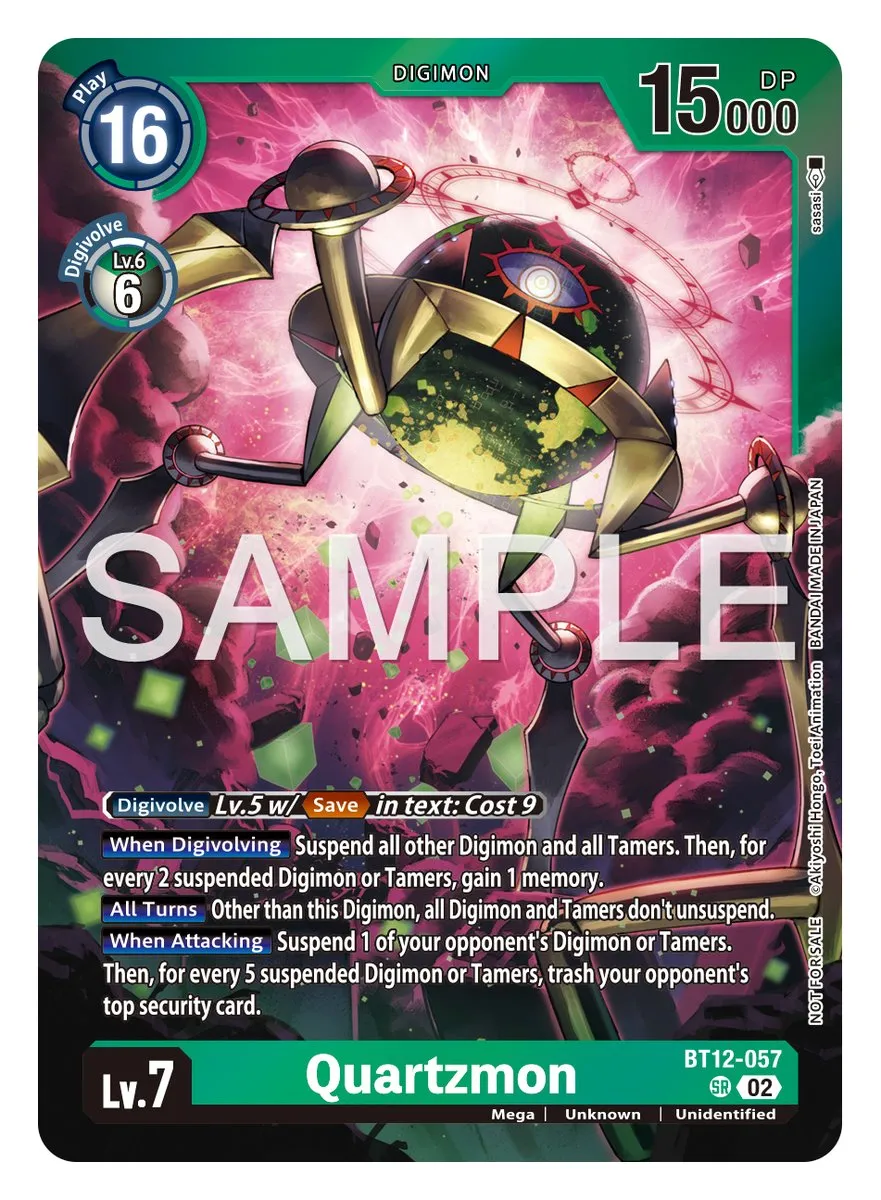 DIGIMON
Play
16
15000 DP
Digivolve
Lv.6
6
sasasi
SAMPLE
NOT FOR SALE ©Akiyoshi Hongo, Toei Animation BANDAI MADE IN JAPAN
Digivolve Lv.5 w/ Save in text: Cost 9
When Digivolving Suspend all other Digimon and all Tamers. Then, for
every 2 suspended Digimon or Tamers, gain 1 memory.
All Turns Other than this Digimon, all Digimon and Tamers don't unsuspend.
When Attacking Suspend 1 of your opponent's Digimon or Tamers.
Then, for every 5 suspended Digimon or Tamers, trash your opponent's
top security card.
Lv.7
Quartzmon
BT12-057
SR 02
Mega | Unknown | Unidentified